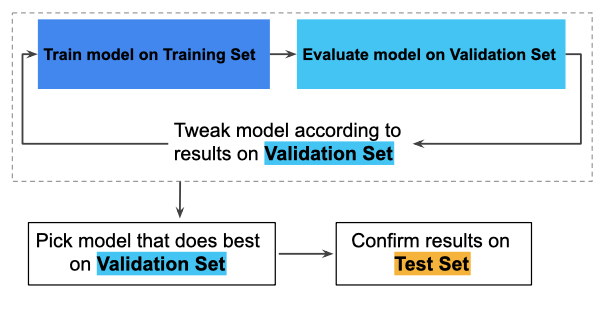 Train model on Training Set
Evaluate model on Validation Set
Tweak model according to
results on Validation Set
Pick model that does best
on Validation Set
Confirm results on
Test Set